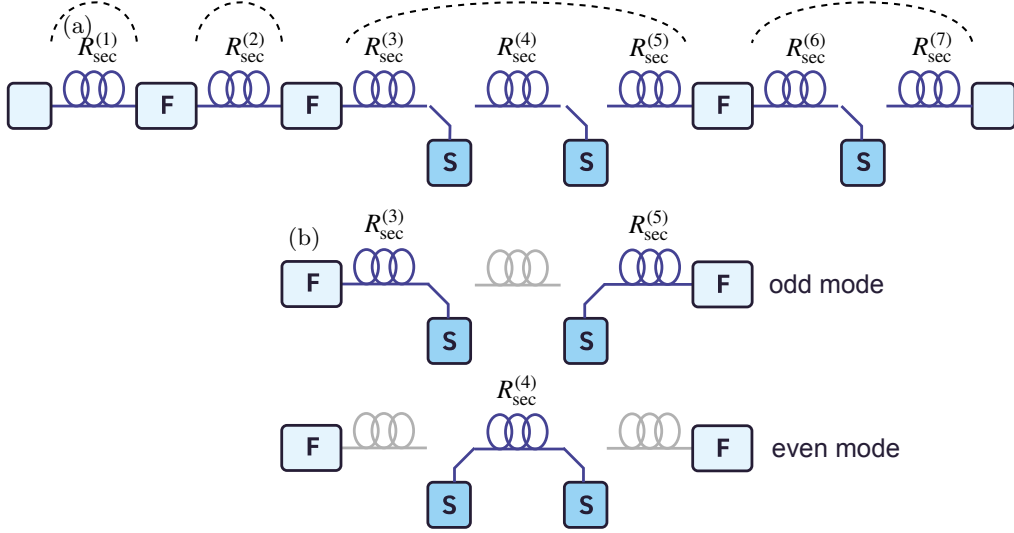 (a)
R_sec^(1) R_sec^(2) R_sec^(3) R_sec^(4) R_sec^(5) R_sec^(6) R_sec^(7)
F F F
S S S
(b)
R_sec^(3) R_sec^(5)
F F odd mode
S S
R_sec^(4)
F F even mode
S S